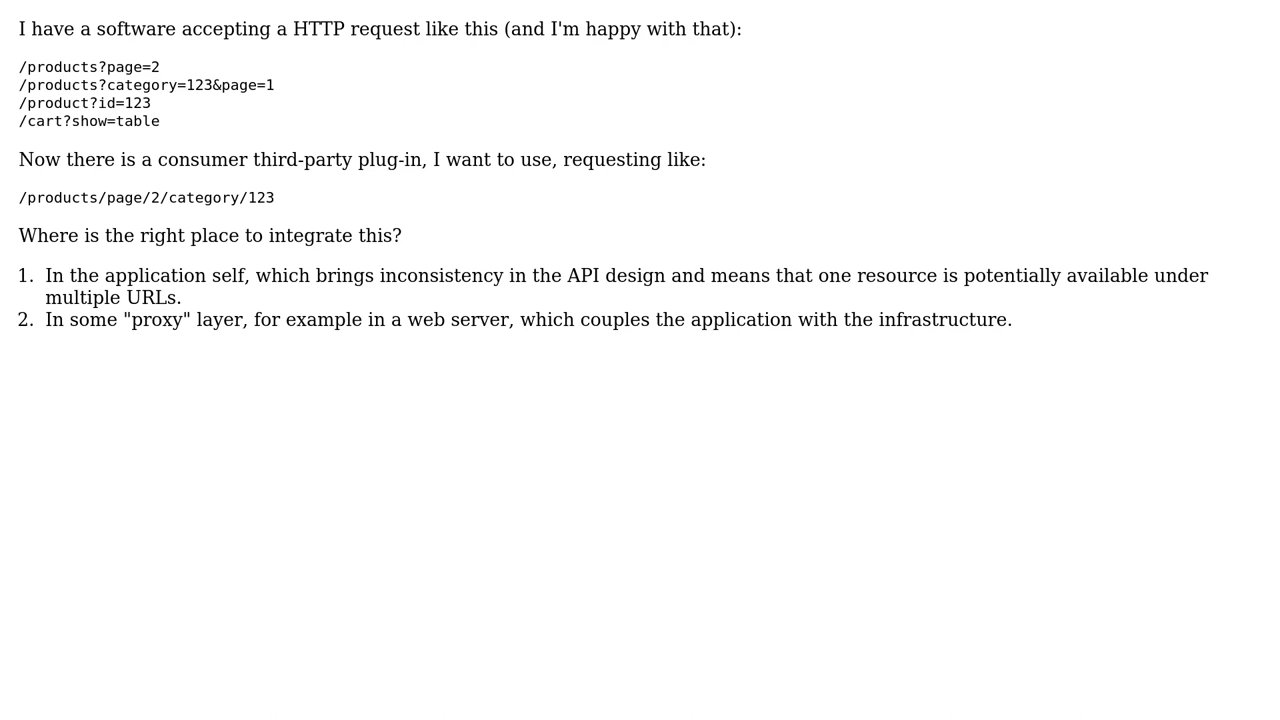 I have a software accepting a HTTP request like this (and I'm happy with that):
/products?page=2
/products?category=123&page=1
/product?id=123
/cart?show=table
Now there is a consumer third-party plug-in, I want to use, requesting like:
/products/page/2/category/123
Where is the right place to integrate this?
1. In the application self, which brings inconsistency in the API design and means that one resource is potentially available under
multiple URLs.
2. In some "proxy" layer, for example in a web server, which couples the application with the infrastructure.